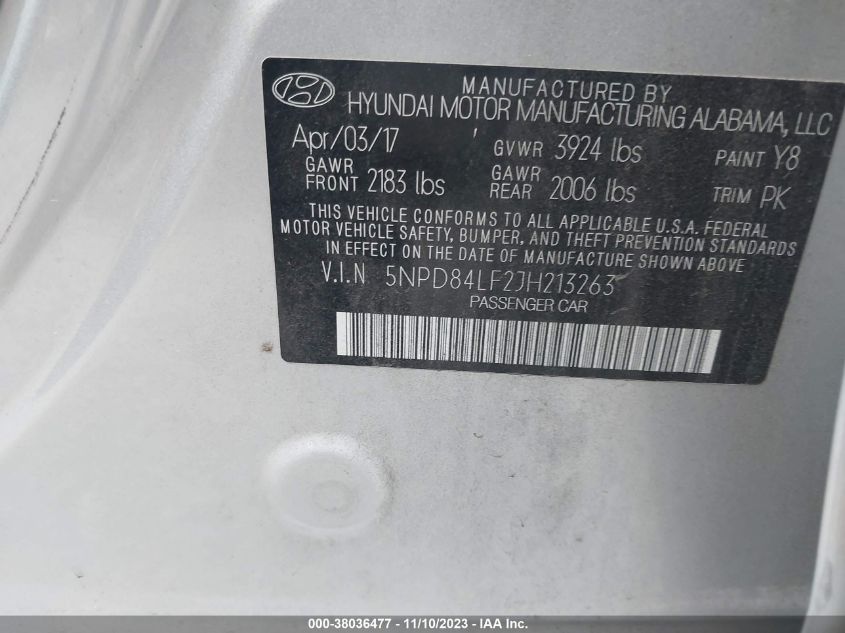 MANUFACTURED BY
HYUNDAI MOTOR MANUFACTURING ALABAMA, LLC
Apr/03/17 GVWR 3924 lbs PAINT Y8
GAWR FRONT 2183 lbs GAWR REAR 2006 lbs TRIM PK
THIS VEHICLE CONFORMS TO ALL APPLICABLE U.S.A. FEDERAL
MOTOR VEHICLE SAFETY, BUMPER, AND THEFT PREVENTION STANDARDS
IN EFFECT ON THE DATE OF MANUFACTURE SHOWN ABOVE
V.I.N 5NPD84LF2JH213263
PASSENGER CAR
000-38036477 - 11/10/2023 - IAA Inc.